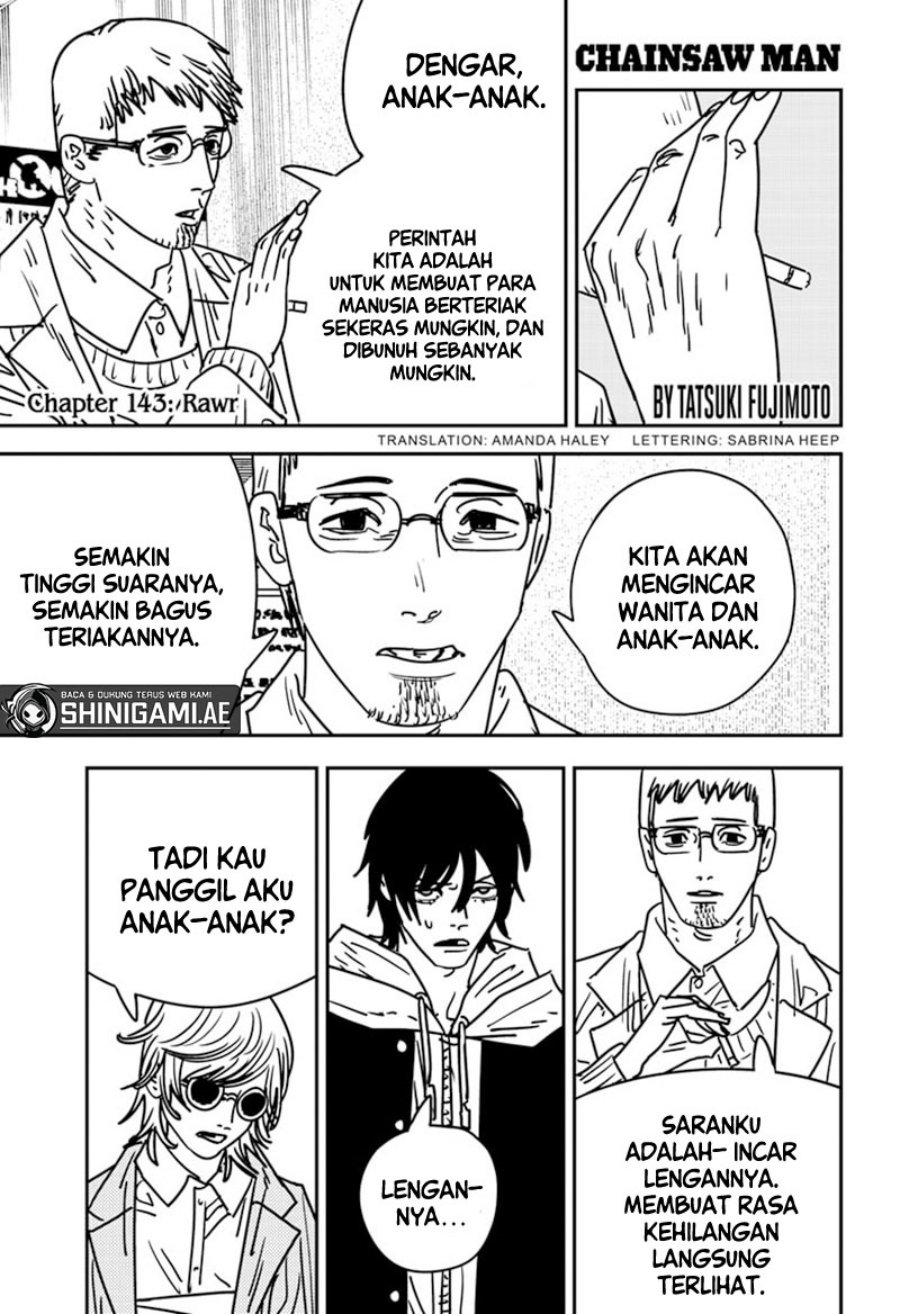 CHAINSAW MAN
BY TATSUKI FUJIMOTO
DENGAR,
ANAK-ANAK.
PERINTAH
KITA ADALAH
UNTUK MEMBUAT PARA
MANUSIA BERTERIAK
SEKERAS MUNGKIN, DAN
DIBUNUH SEBANYAK
MUNGKIN.
Chapter 143: Rawr
TRANSLATION: AMANDA HALEY LETTERING: SABRINA HEEP
KITA AKAN
MENGINCAR
WANITA DAN
ANAK-ANAK.
SEMAKIN
TINGGI SUARANYA,
SEMAKIN BAGUS
TERIAKANNYA.
BACA & DUKUNG TERUS WEB KAMI
SHINIGAMI.AE
SARANKU
ADALAH- INCAR
LENGANNYA.
MEMBUAT RASA
KEHILANGAN
LANGSUNG
TERLIHAT.
LENGAN-
NYA...
TADI KAU
PANGGIL AKU
ANAK-ANAK?